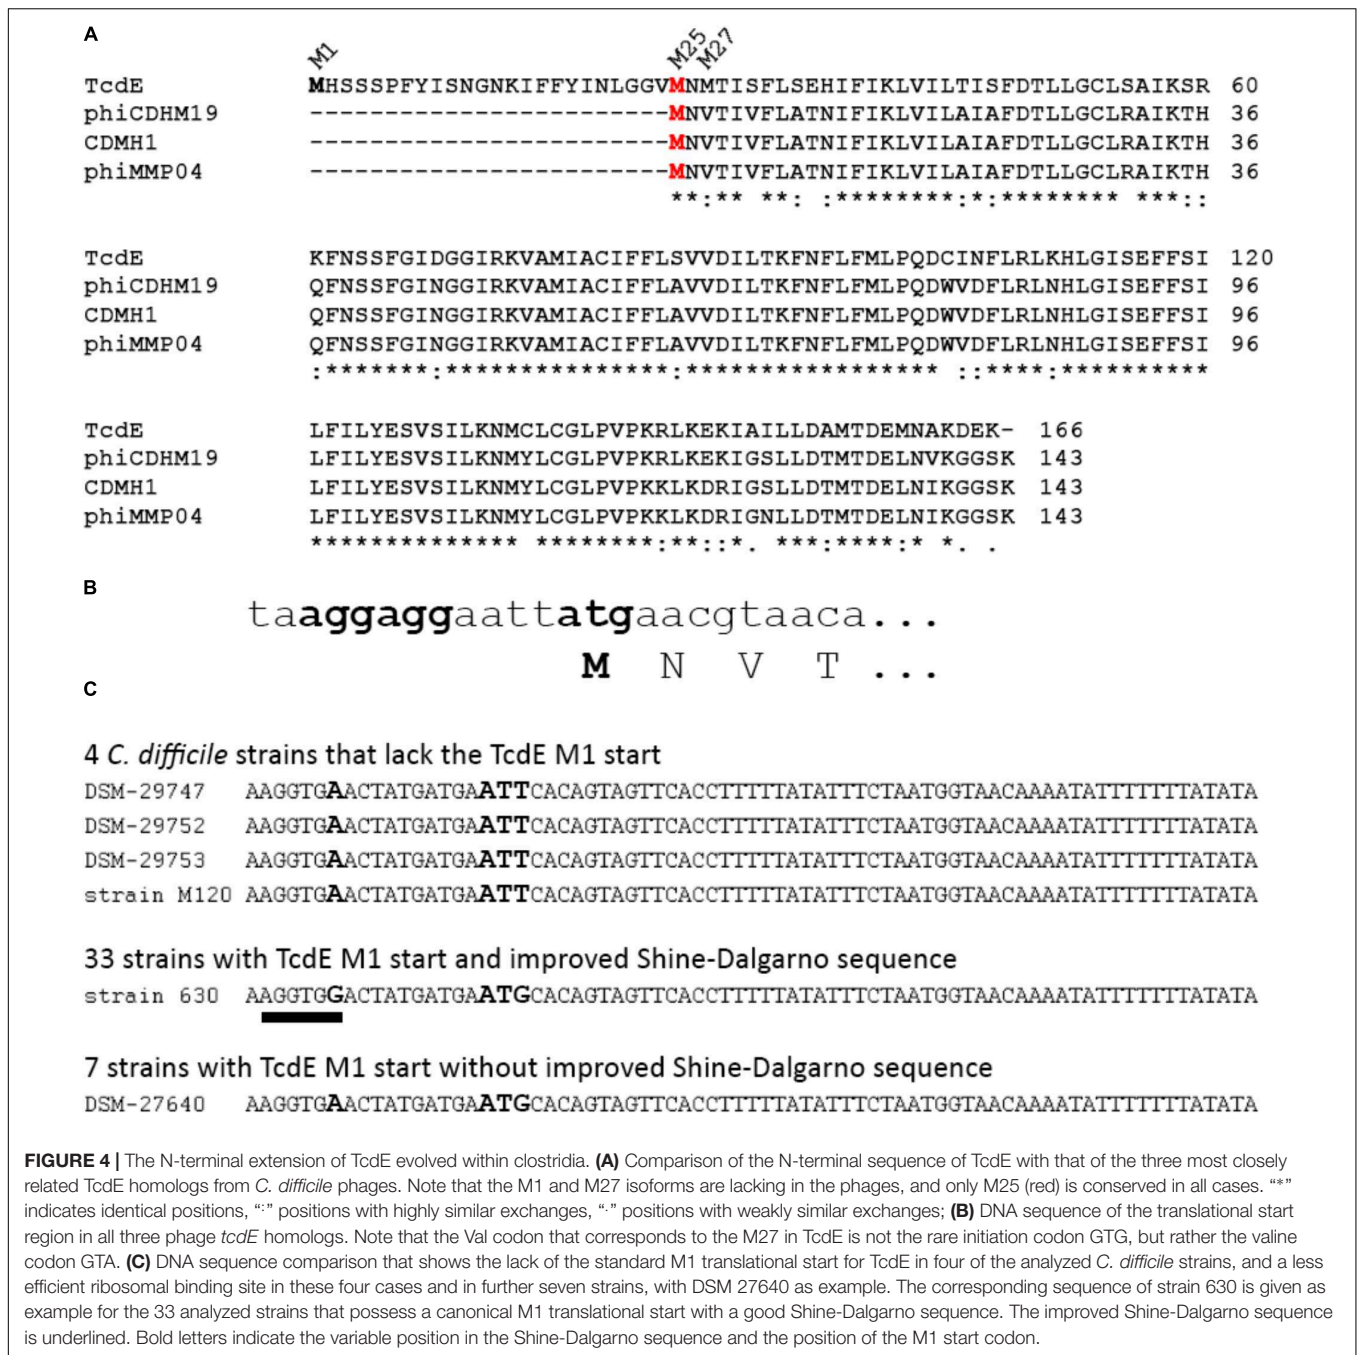 A
M1 M25 M27
TcdE MHSSSPFYISNGNKIFFYINLGGVMNMTISFLSEHIFIKLVILTISFDTLLGCLSAIKSR 60
phiCDHM19 ------------------------MNVTIVFLATNIFIKLVILAIAFDTLLGCLRAIKTH 36
CDMH1 ------------------------MNVTIVFLATNIFIKLVILAIAFDTLLGCLRAIKTH 36
phiMMP04 ------------------------MNVTIVFLATNIFIKLVILAIAFDTLLGCLRAIKTH 36
**:** **: :********:*:******** ***::
TcdE KFNSSFGIDGGIRKVAMIACIFFLSVVDILTKFNFLFMLPQDCINFLRLKHLGISEFFSI 120
phiCDHM19 QFNSSFGINGGIRKVAMIACIFFLAVVDILTKFNFLFMLPQDWVDFLRLNHLGISEFFSI 96
CDMH1 QFNSSFGINGGIRKVAMIACIFFLAVVDILTKFNFLFMLPQDWVDFLRLNHLGISEFFSI 96
phiMMP04 QFNSSFGINGGIRKVAMIACIFFLAVVDILTKFNFLFMLPQDWVDFLRLNHLGISEFFSI 96
:*******:***************:***************** ::****:**********
TcdE LFILYESVSILKNMCLCGLPVPKRLKEKIAILLDAMTDEMNAKDEK- 166
phiCDHM19 LFILYESVSILKNMYLCGLPVPKRLKEKIGSLLDTMTDELNVKGGSK 143
CDMH1 LFILYESVSILKNMYLCGLPVPKKLKDRIGSLLDTMTDELNIKGGSK 143
phiMMP04 LFILYESVSILKNMYLCGLPVPKKLKDRIGNLLDTMTDELNIKGGSK 143
************** ********:**::*. ***:****:* *. .
B
taaggaggaattatgaacgtaaca...
M N V T ...
C
4 C. difficile strains that lack the TcdE M1 start
DSM-29747 AAGGTGAACTATGATGAATTCACAGTAGTTCACCTTTTTATATTTCTAATGGTAACAAAATATTTTTTTATATA
DSM-29752 AAGGTGAACTATGATGAATTCACAGTAGTTCACCTTTTTATATTTCTAATGGTAACAAAATATTTTTTTATATA
DSM-29753 AAGGTGAACTATGATGAATTCACAGTAGTTCACCTTTTTATATTTCTAATGGTAACAAAATATTTTTTTATATA
strain M120 AAGGTGAACTATGATGAATTCACAGTAGTTCACCTTTTTATATTTCTAATGGTAACAAAATATTTTTTTATATA
33 strains with TcdE M1 start and improved Shine-Dalgarno sequence
strain 630 AAGGTGGACTATGATGAATGCACAGTAGTTCACCTTTTTATATTTCTAATGGTAACAAAATATTTTTTTATATA
7 strains with TcdE M1 start without improved Shine-Dalgarno sequence
DSM-27640 AAGGTGAACTATGATGAATGCACAGTAGTTCACCTTTTTATATTTCTAATGGTAACAAAATATTTTTTTATATA
FIGURE 4 | The N-terminal extension of TcdE evolved within clostridia. (A) Comparison of the N-terminal sequence of TcdE with that of the three most closely
related TcdE homologs from C. difficile phages. Note that the M1 and M27 isoforms are lacking in the phages, and only M25 (red) is conserved in all cases. “*”
indicates identical positions, “:” positions with highly similar exchanges, “·” positions with weakly similar exchanges; (B) DNA sequence of the translational start
region in all three phage tcdE homologs. Note that the Val codon that corresponds to the M27 in TcdE is not the rare initiation codon GTG, but rather the valine
codon GTA. (C) DNA sequence comparison that shows the lack of the standard M1 translational start for TcdE in four of the analyzed C. difficile strains, and a less
efficient ribosomal binding site in these four cases and in further seven strains, with DSM 27640 as example. The corresponding sequence of strain 630 is given as
example for the 33 analyzed strains that possess a canonical M1 translational start with a good Shine-Dalgarno sequence. The improved Shine-Dalgarno sequence
is underlined. Bold letters indicate the variable position in the Shine-Dalgarno sequence and the position of the M1 start codon.